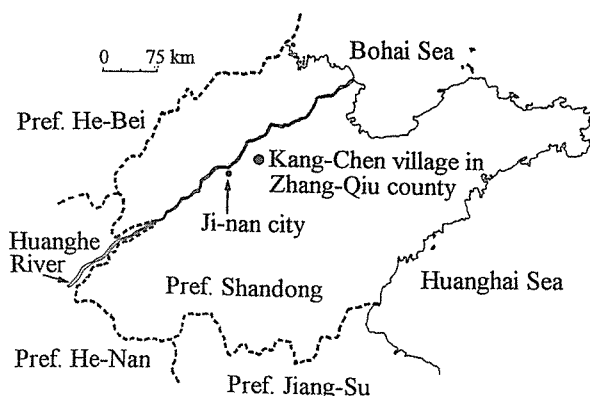 0 75 km
Bohai Sea
Pref. He-Bei
Kang-Chen village in
Zhang-Qiu county
Ji-nan city
Huanghe
River
Pref. Shandong
Huanghai Sea
Pref. He-Nan
Pref. Jiang-Su